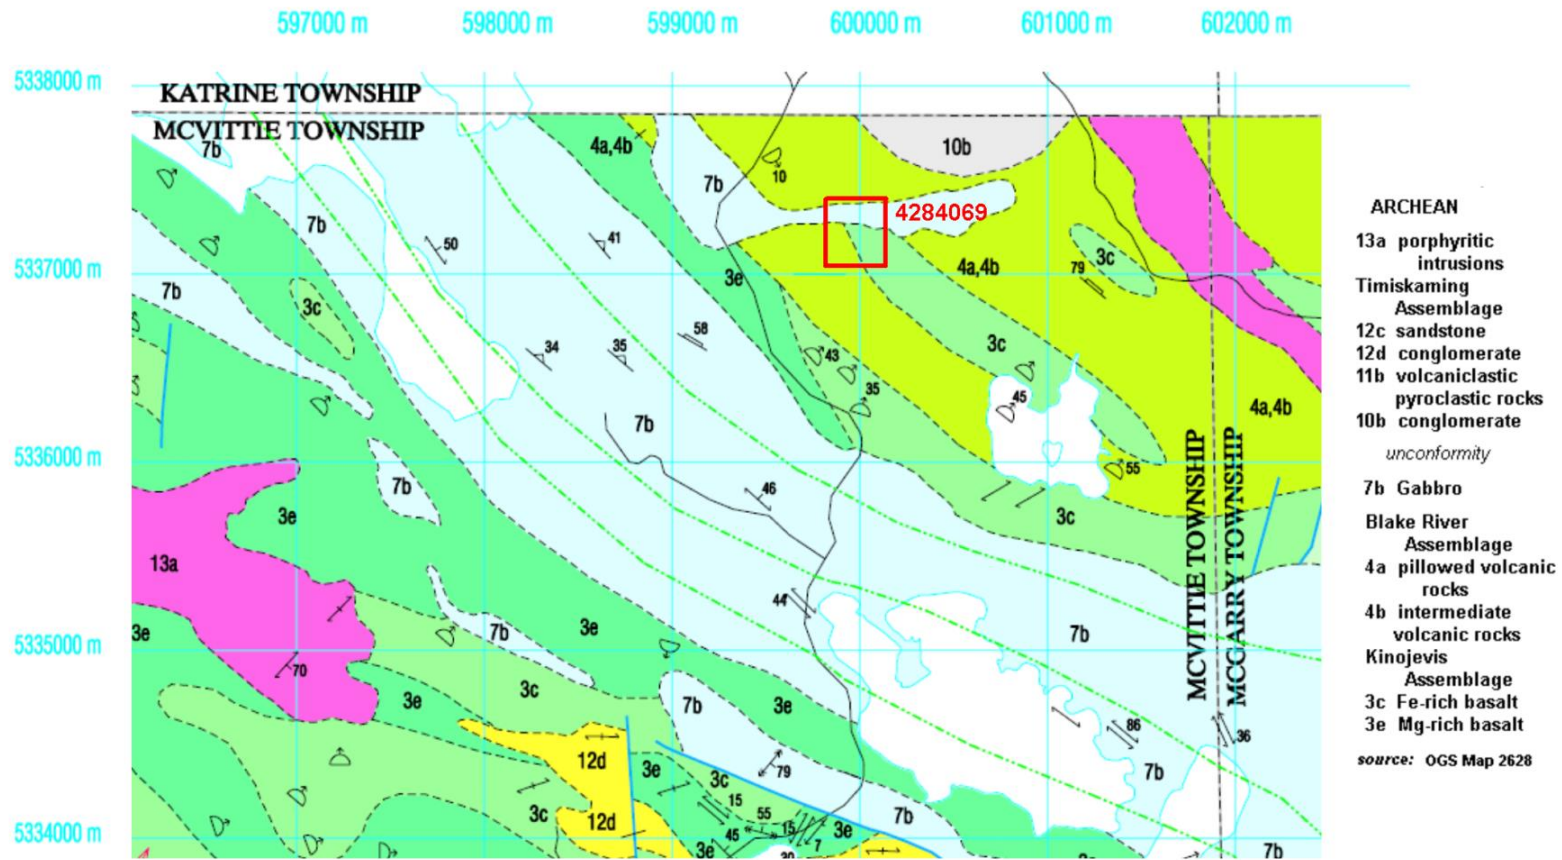 597000 m 598000 m 599000 m 600000 m 601000 m 602000 m
5338000 m
KATRINE TOWNSHIP
MCVITTIE TOWNSHIP
7b
4a,4b
10b
10
7b
4284069
7b
50
41
5337000 m
3e
4a,4b
79
3c
7b
3c
58
34
35
43
3c
35
45
4a,4b
7b
5336000 m
55
7b
46
3e
3c
MCVITTIE TOWNSHIP
MCGARRY TOWNSHIP
13a
44
3e
7b
3e
7b
5335000 m
70
3c
3e
7b
3e
86
36
12d
3e
79
7b
3c
15
3c
12d
55
15
3e
7b
5334000 m
45
7
3e
30
3e
7b
ARCHEAN
13a porphyritic
intrusions
Timiskaming
Assemblage
12c sandstone
12d conglomerate
11b volcaniclastic
pyroclastic rocks
10b conglomerate
unconformity
7b Gabbro
Blake River
Assemblage
4a pillowed volcanic
rocks
4b intermediate
volcanic rocks
Kinojevis
Assemblage
3c Fe-rich basalt
3e Mg-rich basalt
source: OGS Map 2628